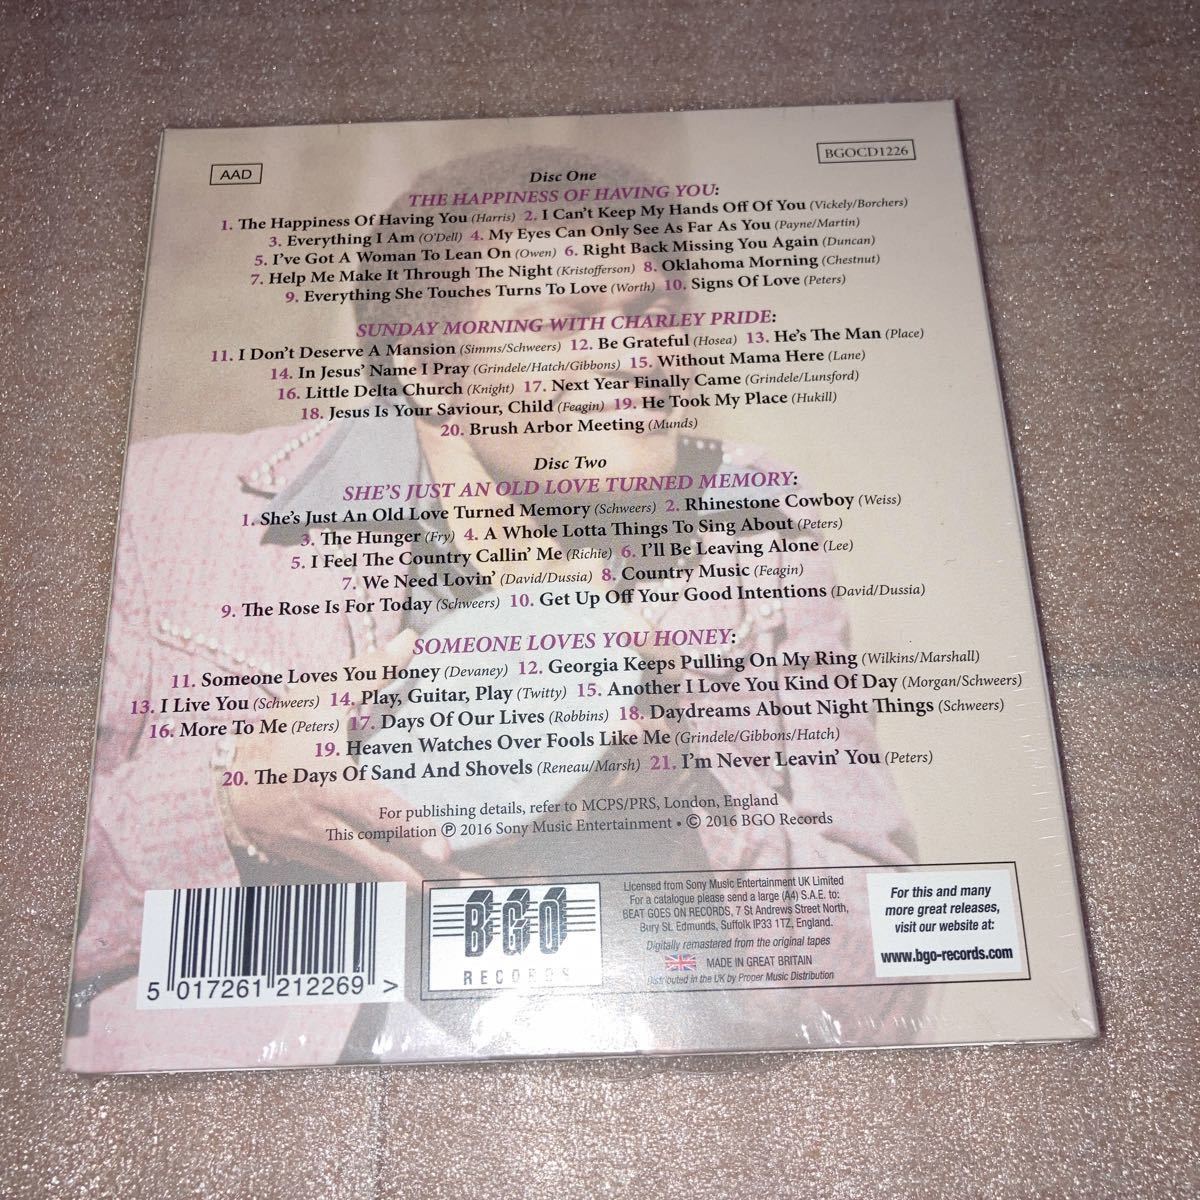 AAD
BGOCD1226
Disc One
THE HAPPINESS OF HAVING YOU:
1. The Happiness Of Having You (Harris) 2. I Can't Keep My Hands Off Of You (Vickely/Borchers)
3. Everything I Am (O'Dell) 4. My Eyes Can Only See As Far As You (Payne/Martin)
5. I've Got A Woman To Lean On (Owen) 6. Right Back Missing You Again (Duncan)
7. Help Me Make It Through The Night (Kristofferson) 8. Oklahoma Morning (Chestnut)
9. Everything She Touches Turns To Love (Worth) 10. Signs Of Love (Peters)
SUNDAY MORNING WITH CHARLEY PRIDE:
11. I Don't Deserve A Mansion (Simms/Schweers) 12. Be Grateful (Hosea) 13. He's The Man (Place)
14. In Jesus' Name I Pray (Grindele/Hatch/Gibbons) 15. Without Mama Here (Lane)
16. Little Delta Church (Knight) 17. Next Year Finally Came (Grindele/Lunsford)
18. Jesus Is Your Saviour, Child (Feagin) 19. He Took My Place (Hukill)
20. Brush Arbor Meeting (Munds)
Disc Two
SHE'S JUST AN OLD LOVE TURNED MEMORY:
1. She's Just An Old Love Turned Memory (Schweers) 2. Rhinestone Cowboy (Weiss)
3. The Hunger (Fry) 4. A Whole Lotta Things To Sing About (Peters)
5. I Feel The Country Callin' Me (Richie) 6. I'll Be Leaving Alone (Lee)
7. We Need Lovin' (David/Dussia) 8. Country Music (Feagin)
9. The Rose Is For Today (Schweers) 10. Get Up Off Your Good Intentions (David/Dussia)
SOMEONE LOVES YOU HONEY:
11. Someone Loves You Honey (Devaney) 12. Georgia Keeps Pulling On My Ring (Wilkins/Marshall)
13. I Live You (Schweers) 14. Play, Guitar, Play (Twitty) 15. Another I Love You Kind Of Day (Morgan/Schweers)
16. More To Me (Peters) 17. Days Of Our Lives (Robbins) 18. Daydreams About Night Things (Schweers)
19. Heaven Watches Over Fools Like Me (Grindele/Gibbons/Hatch)
20. The Days Of Sand And Shovels (Reneau/Marsh) 21. I'm Never Leavin' You (Peters)
For publishing details, refer to MCPS/PRS, London, England
This compilation ℗ 2016 Sony Music Entertainment • © 2016 BGO Records
5 017261 212269 >
BGO
RECORDS
Licensed from Sony Music Entertainment UK Limited
For a catalogue please send a large (A4) S.A.E. to:
BEAT GOES ON RECORDS, 7 St Andrews Street North,
Bury St. Edmunds, Suffolk IP33 1TZ, England.
Digitally remastered from the original tapes
MADE IN GREAT BRITAIN
Distributed in the UK by Proper Music Distribution
For this and many
more great releases,
visit our website at:
www.bgo-records.com